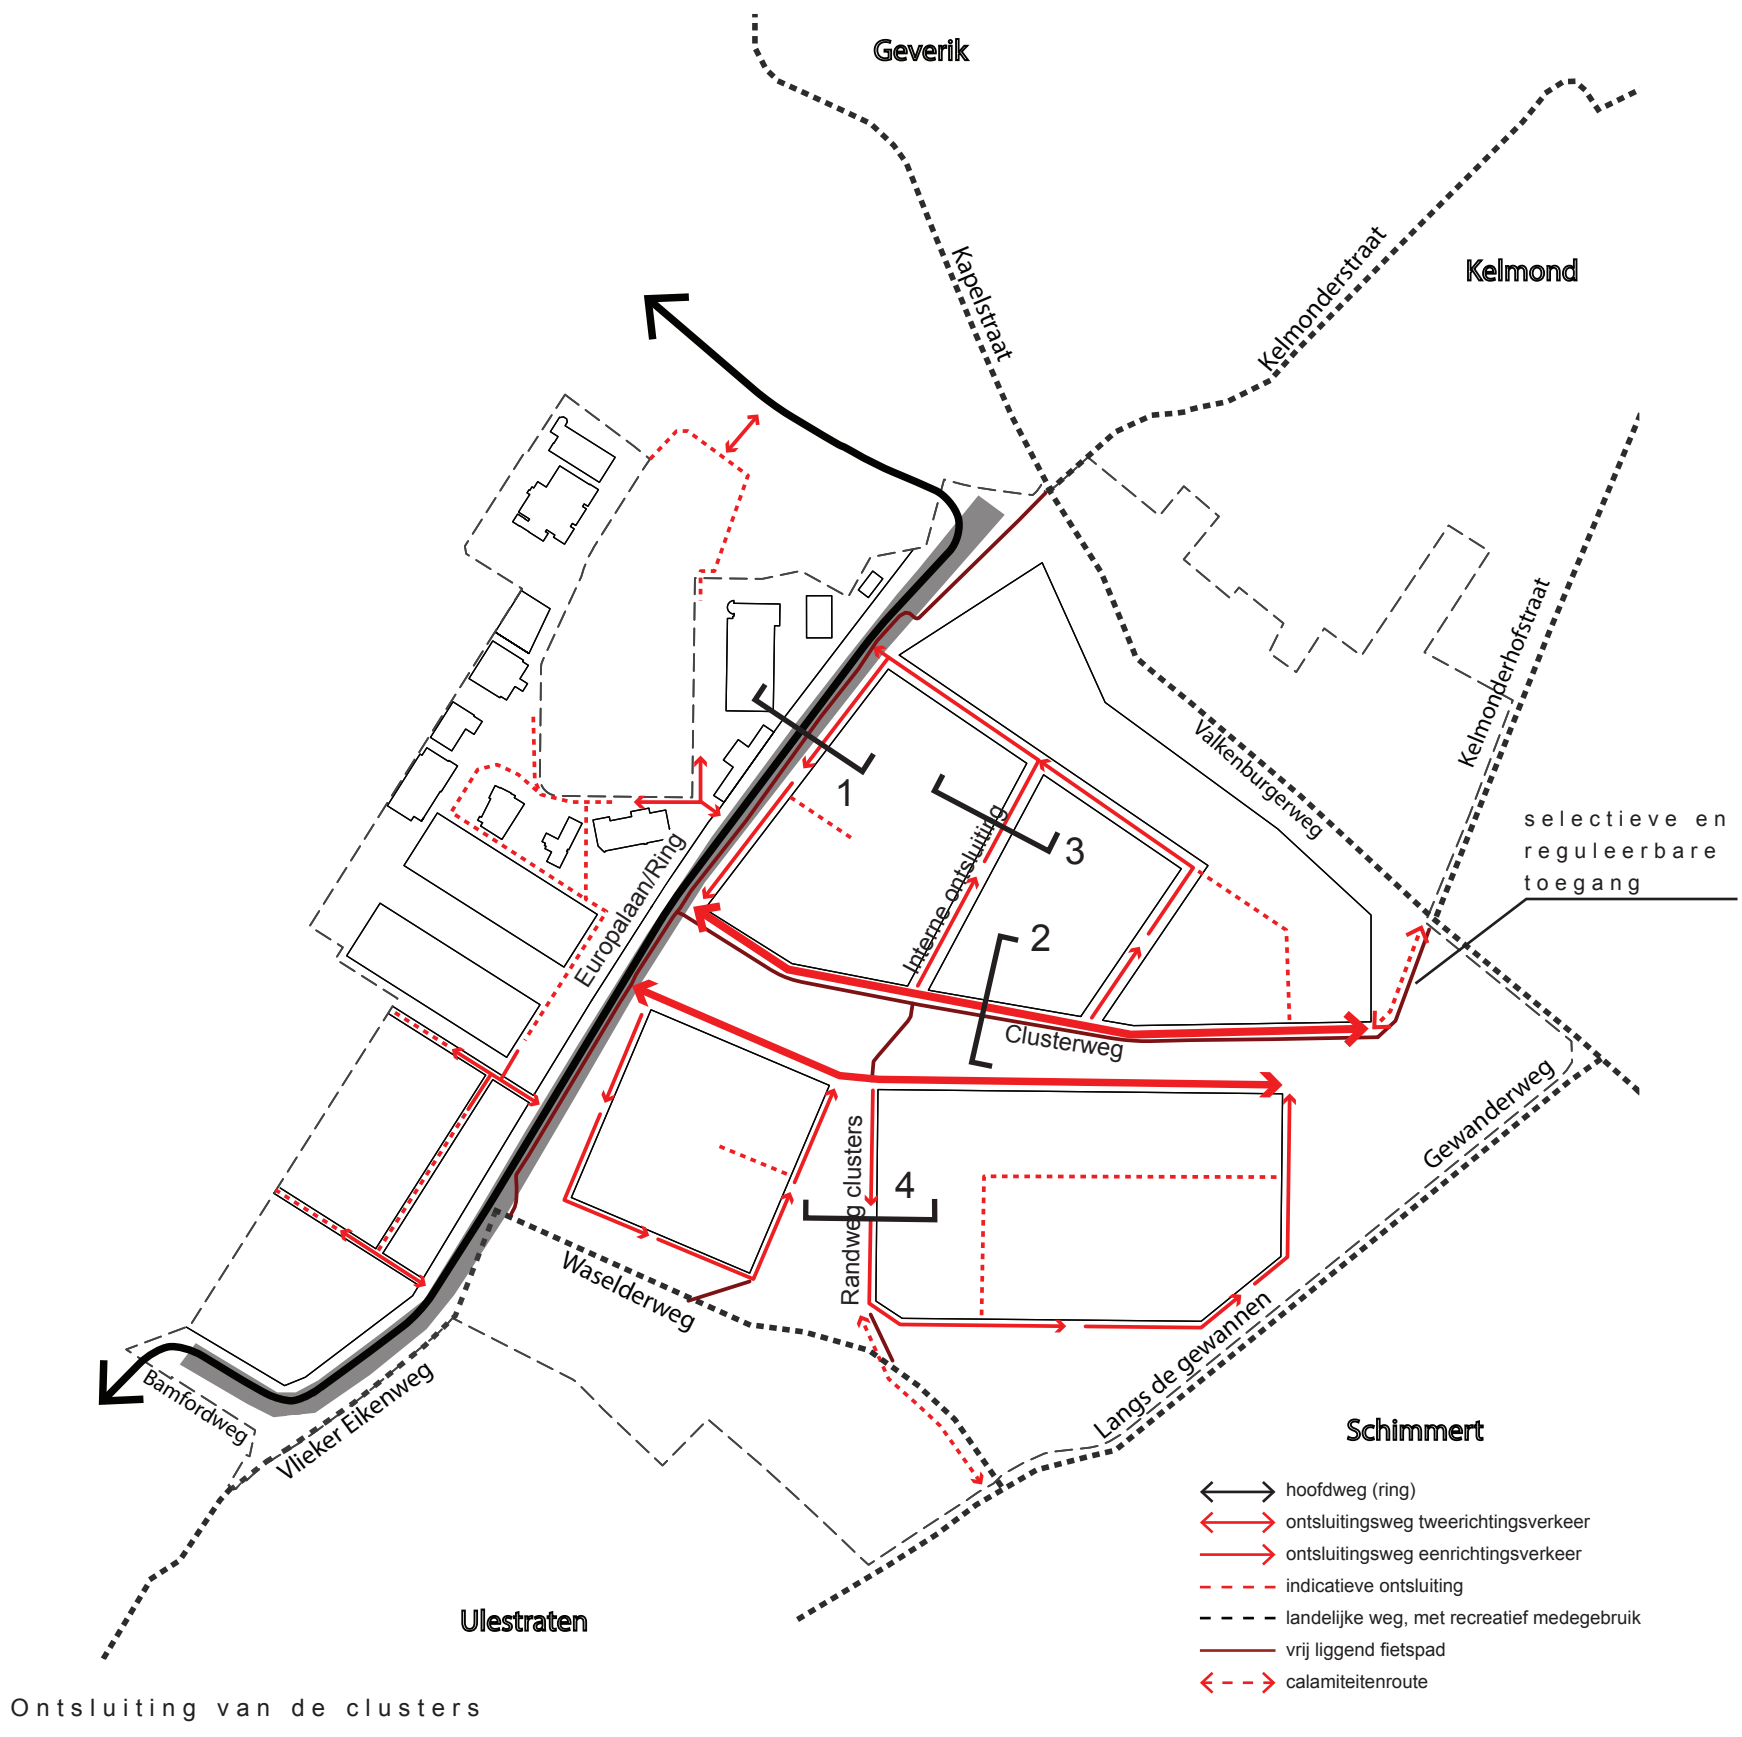 Geverik
Kelmond
Kapelstraat
Kelmonderstraat
Kelmonderhofstraat
Valkenburgerweg
selectieve en
reguleerbare
toegang
1
3
2
Europalaan/Ring
Interne ontsluiting
Clusterweg
Gewanderweg
Randweg clusters
4
Waselderweg
Langs de gewannen
Bamfordweg
Vlieker Eikenweg
Schimmert
hoofdweg (ring)
ontsluitingsweg tweerichtingsverkeer
ontsluitingsweg eenrichtingsverkeer
indicatieve ontsluiting
landelijke weg, met recreatief medegebruik
vrij liggend fietspad
calamiteitenroute
Ulestraten
Ontsluiting van de clusters